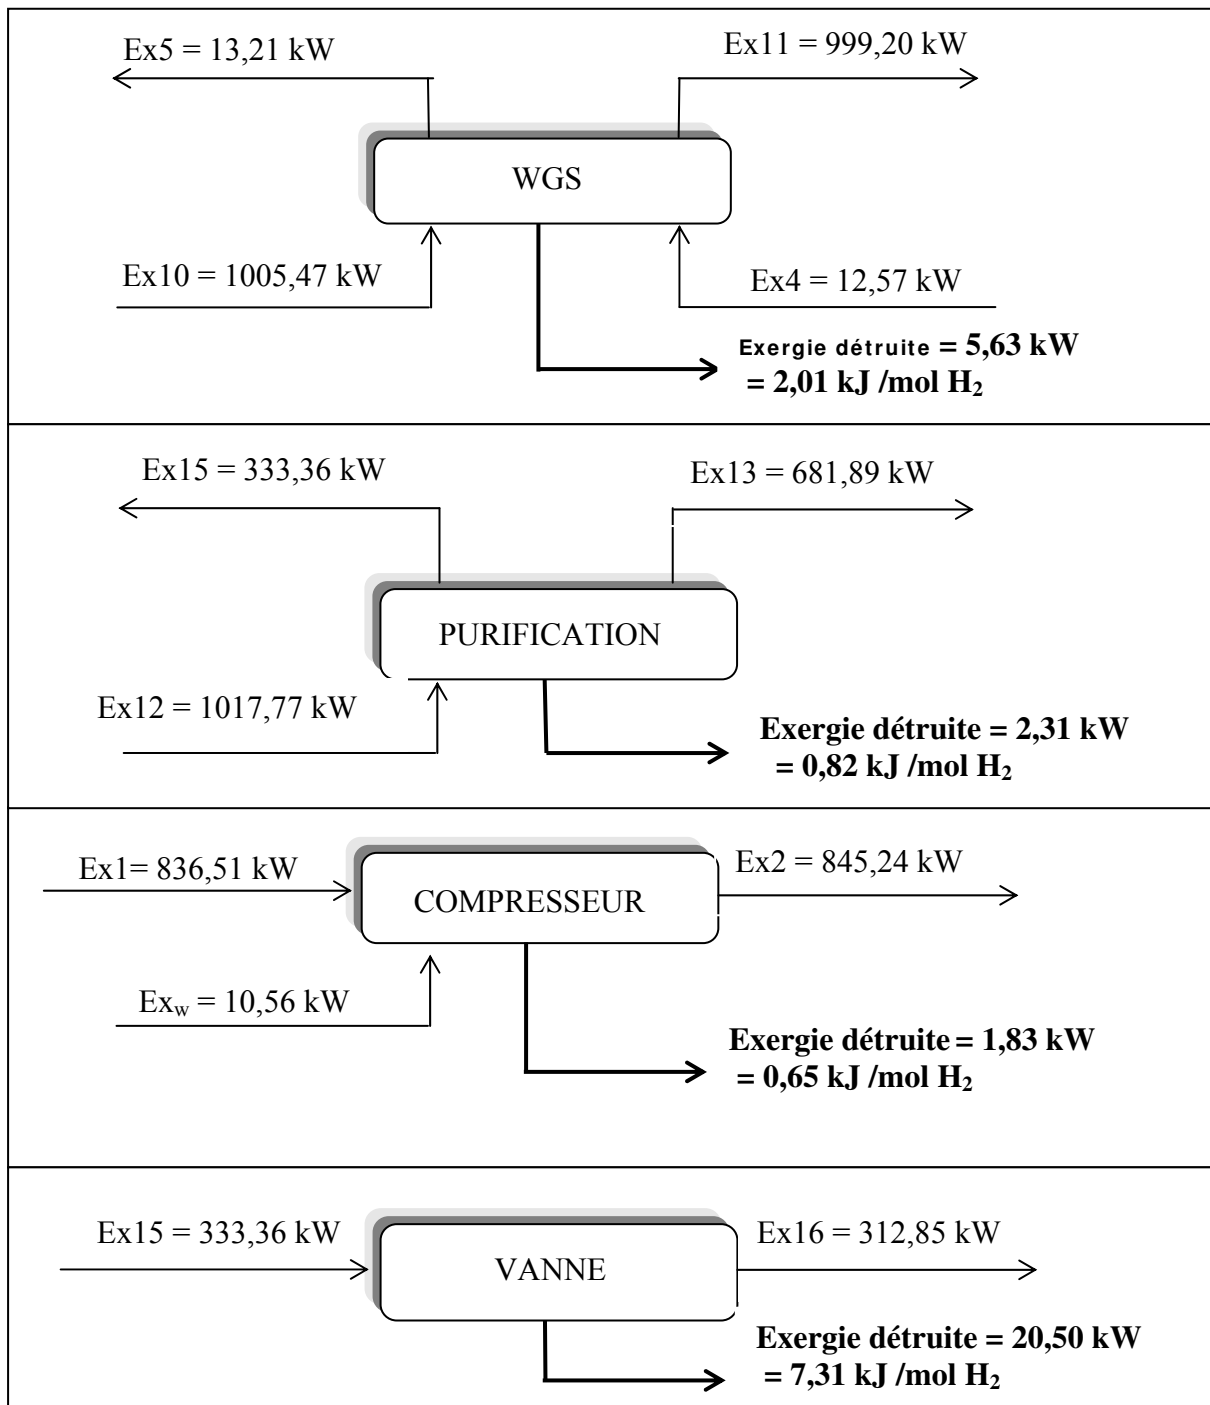 Ex5 = 13,21 kW
Ex11 = 999,20 kW
WGS
Ex10 = 1005,47 kW
Ex4 = 12,57 kW
Exergie détruite = 5,63 kW
= 2,01 kJ /mol H₂
Ex15 = 333,36 kW
Ex13 = 681,89 kW
PURIFICATION
Ex12 = 1017,77 kW
Exergie détruite = 2,31 kW
= 0,82 kJ /mol H₂
Ex1= 836,51 kW
Ex2 = 845,24 kW
COMPRESSEUR
Exw = 10,56 kW
Exergie détruite = 1,83 kW
= 0,65 kJ /mol H₂
Ex15 = 333,36 kW
Ex16 = 312,85 kW
VANNE
Exergie détruite = 20,50 kW
= 7,31 kJ /mol H₂